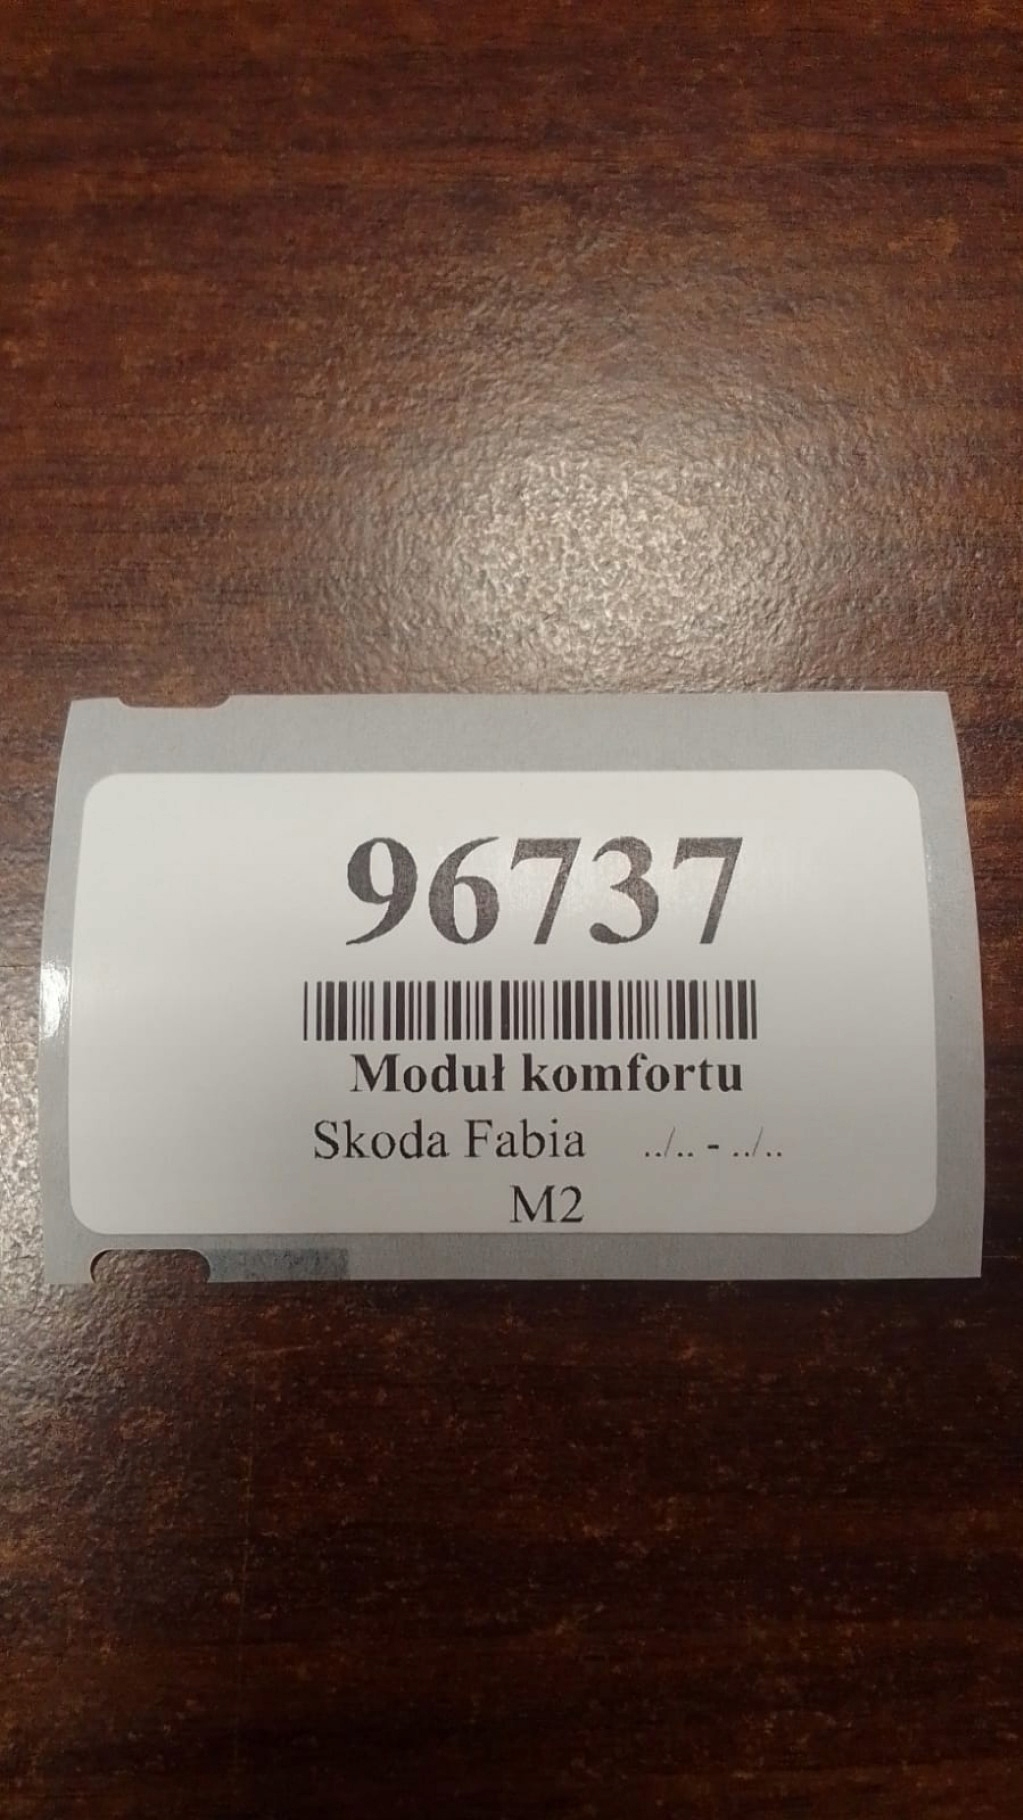 96737
Moduł komfortu
Skoda Fabia ../.. - ../..
M2